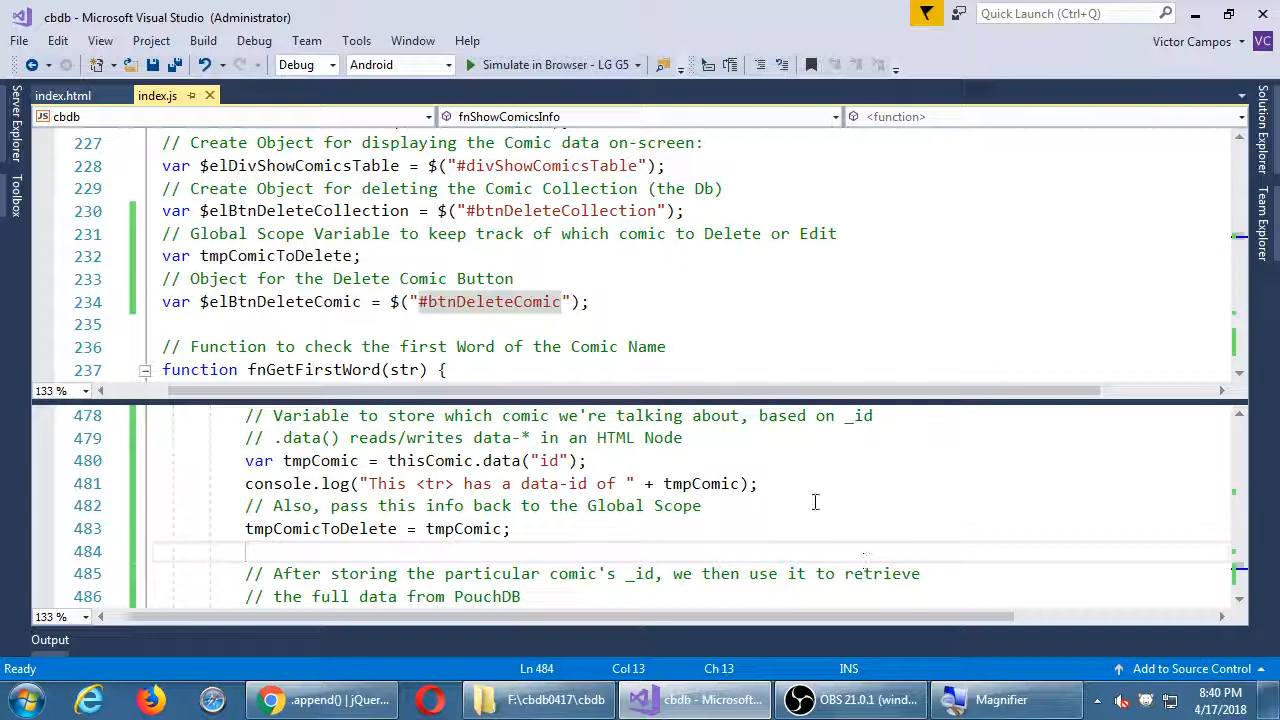 cbdb - Microsoft Visual Studio (Administrator)
Quick Launch (Ctrl+Q)
File Edit View Project Build Debug Team Tools Window Help
Victor Campos VC
Debug Android Simulate in Browser - LG G5
Server Explorer
Toolbox
Solution Explorer
Team Explorer
index.html index.js
JS cbdb fnShowComicsInfo <function>
227 // Create Object for displaying the Comic data on-screen:
228 var $elDivShowComicsTable = $("#divShowComicsTable");
229 // Create Object for deleting the Comic Collection (the Db)
230 var $elBtnDeleteCollection = $("#btnDeleteCollection");
231 // Global Scope Variable to keep track of which comic to Delete or Edit
232 var tmpComicToDelete;
233 // Object for the Delete Comic Button
234 var $elBtnDeleteComic = $("#btnDeleteComic");
235
236 // Function to check the first Word of the Comic Name
237 function fnGetFirstWord(str) {
133 %
478 // Variable to store which comic we're talking about, based on _id
479 // .data() reads/writes data-* in an HTML Node
480 var tmpComic = thisComic.data("id");
481 console.log("This <tr> has a data-id of " + tmpComic);
482 // Also, pass this info back to the Global Scope
483 tmpComicToDelete = tmpComic;
484
485 // After storing the particular comic's _id, we then use it to retrieve
486 // the full data from PouchDB
133 %
Output
Ready Ln 484 Col 13 Ch 13 INS Add to Source Control
.append() | jQuer... F:\cbdb0417\cbdb cbdb - Microsoft... OBS 21.0.1 (wind... Magnifier
8:40 PM
4/17/2018